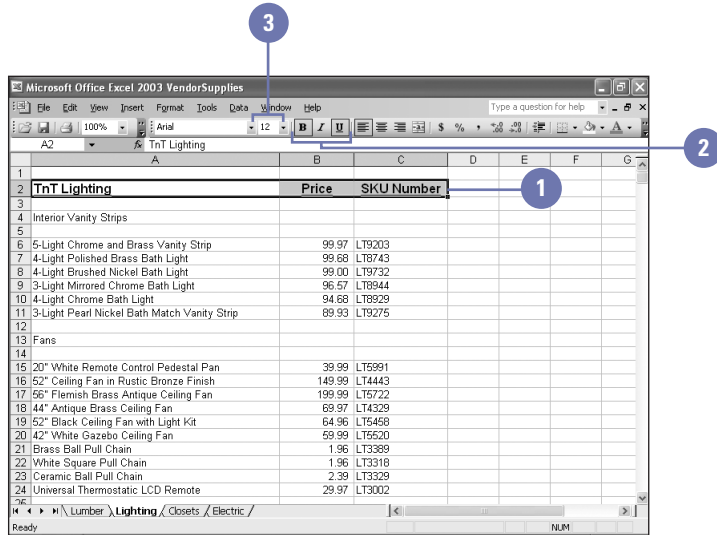 3
Microsoft Office Excel 2003 VendorSupplies
File Edit View Insert Format Tools Data Window Help Type a question for help
100% Arial 12 B I U $ % ,
2
A2 fx TnT Lighting
A B C D E F G
1
2 TnT Lighting Price SKU Number
1
3
4 Interior Vanity Strips
5
6 5-Light Chrome and Brass Vanity Strip 99.97 LT9203
7 4-Light Polished Brass Bath Light 99.68 LT8743
8 4-Light Brushed Nickel Bath Light 99.00 LT9732
9 3-Light Mirrored Chrome Bath Light 96.57 LT8944
10 4-Light Chrome Bath Light 94.68 LT8929
11 3-Light Pearl Nickel Bath Match Vanity Strip 89.93 LT9275
12
13 Fans
14
15 20" White Remote Control Pedestal Pan 39.99 LT5991
16 52" Ceiling Fan in Rustic Bronze Finish 149.99 LT4443
17 56" Flemish Brass Antique Ceiling Fan 199.99 LT5722
18 44" Antique Brass Ceiling Fan 69.97 LT4329
19 52" Black Ceiling Fan with Light Kit 64.96 LT5458
20 42" White Gazebo Ceiling Fan 59.99 LT5520
21 Brass Ball Pull Chain 1.96 LT3389
22 White Square Pull Chain 1.96 LT3318
23 Ceramic Ball Pull Chain 2.39 LT3329
24 Universal Thermostatic LCD Remote 29.97 LT3002
Lumber Lighting Closets Electric
Ready NUM